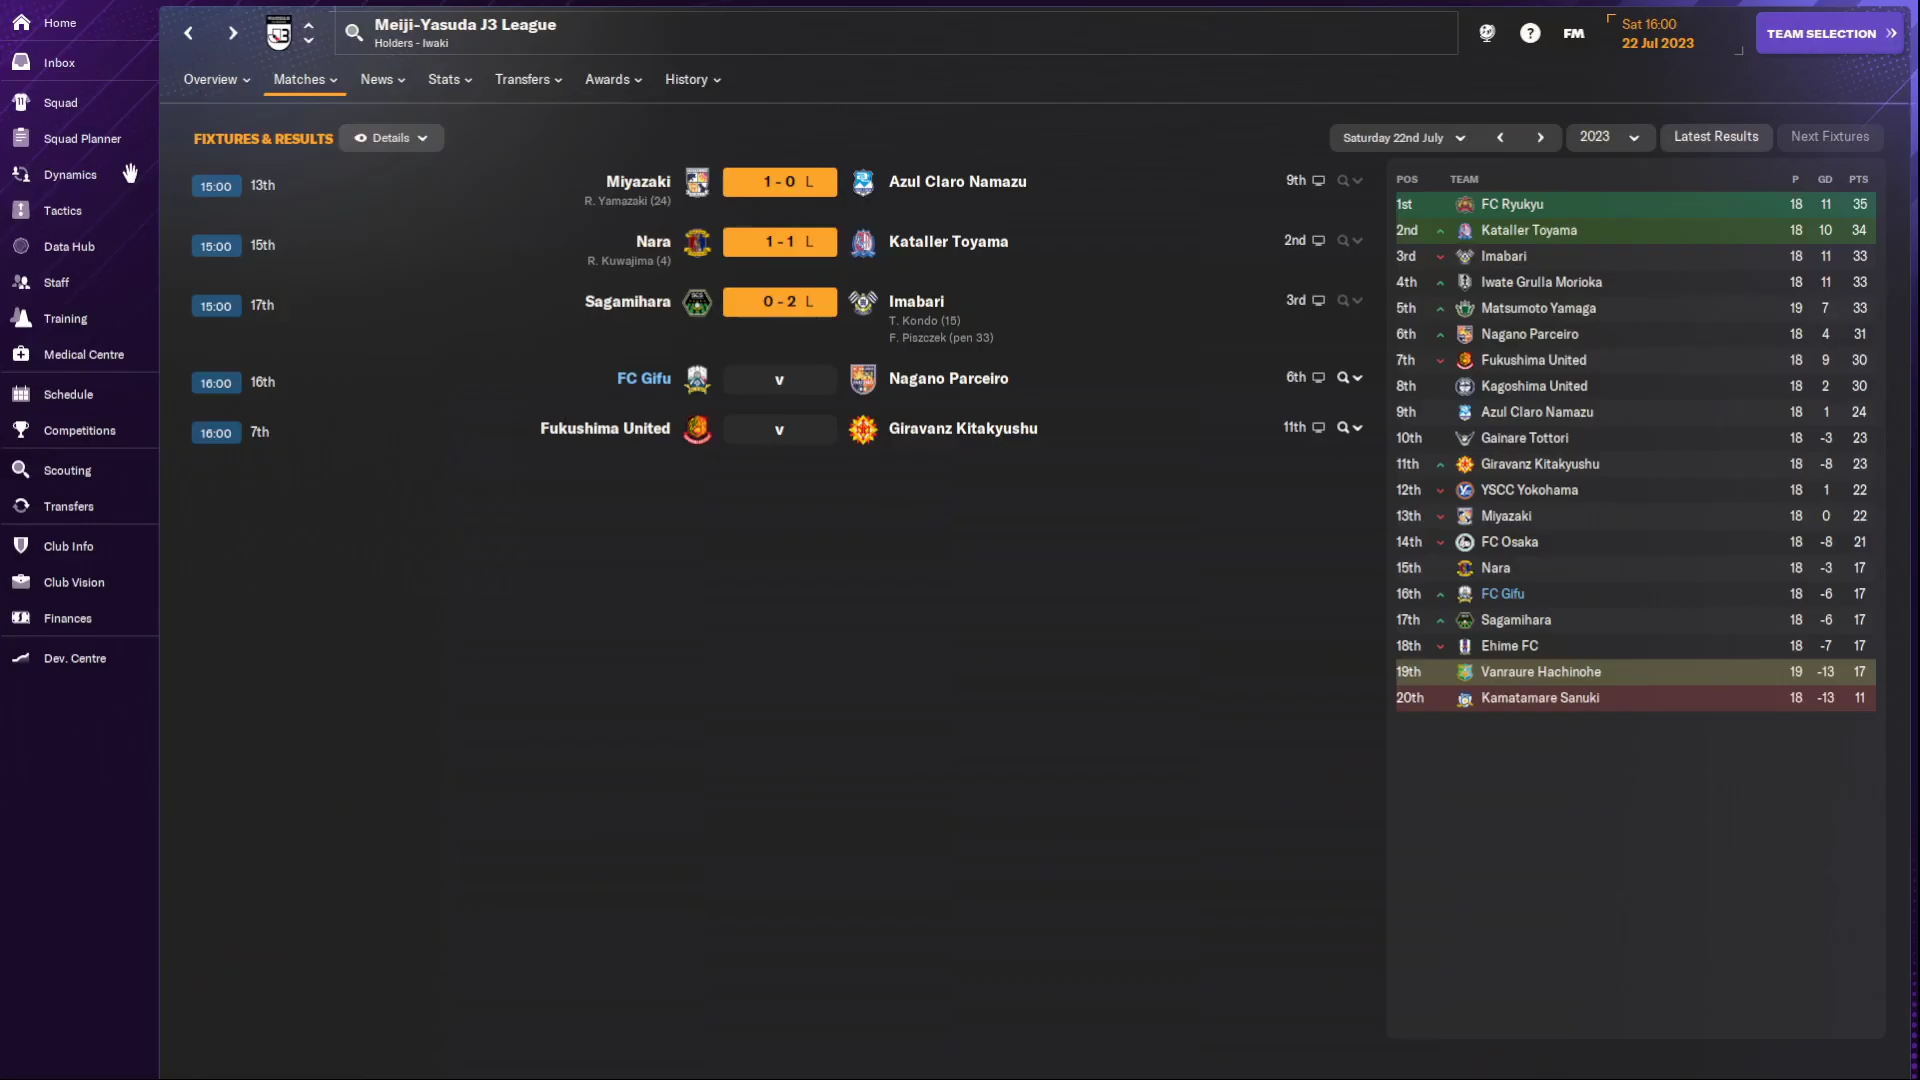 Home
Inbox
Squad
Squad Planner
Dynamics
Tactics
Data Hub
Staff
Training
Medical Centre
Schedule
Competitions
Scouting
Transfers
Club Info
Club Vision
Finances
Dev. Centre
Meiji-Yasuda J3 League
Holders - Iwaki
FM
Sat 16:00
22 Jul 2023
TEAM SELECTION
Overview Matches News Stats Transfers Awards History
FIXTURES & RESULTS Details
Saturday 22nd July 2023 Latest Results Next Fixtures
15:00 13th Miyazaki 1 - 0 L Azul Claro Namazu 9th
R. Yamazaki (24)
15:00 15th Nara 1 - 1 L Kataller Toyama 2nd
R. Kuwajima (4)
15:00 17th Sagamihara 0 - 2 L Imabari 3rd
T. Kondo (15)
F. Piszczek (pen 33)
16:00 16th FC Gifu v Nagano Parceiro 6th
16:00 7th Fukushima United v Giravanz Kitakyushu 11th
POS TEAM P GD PTS
1st FC Ryukyu 18 11 35
2nd Kataller Toyama 18 10 34
3rd Imabari 18 11 33
4th Iwate Grulla Morioka 18 11 33
5th Matsumoto Yamaga 19 7 33
6th Nagano Parceiro 18 4 31
7th Fukushima United 18 9 30
8th Kagoshima United 18 2 30
9th Azul Claro Namazu 18 1 24
10th Gainare Tottori 18 -3 23
11th Giravanz Kitakyushu 18 -8 23
12th YSCC Yokohama 18 1 22
13th Miyazaki 18 0 22
14th FC Osaka 18 -8 21
15th Nara 18 -3 17
16th FC Gifu 18 -6 17
17th Sagamihara 18 -6 17
18th Ehime FC 18 -7 17
19th Vanraure Hachinohe 19 -13 17
20th Kamatamare Sanuki 18 -13 11